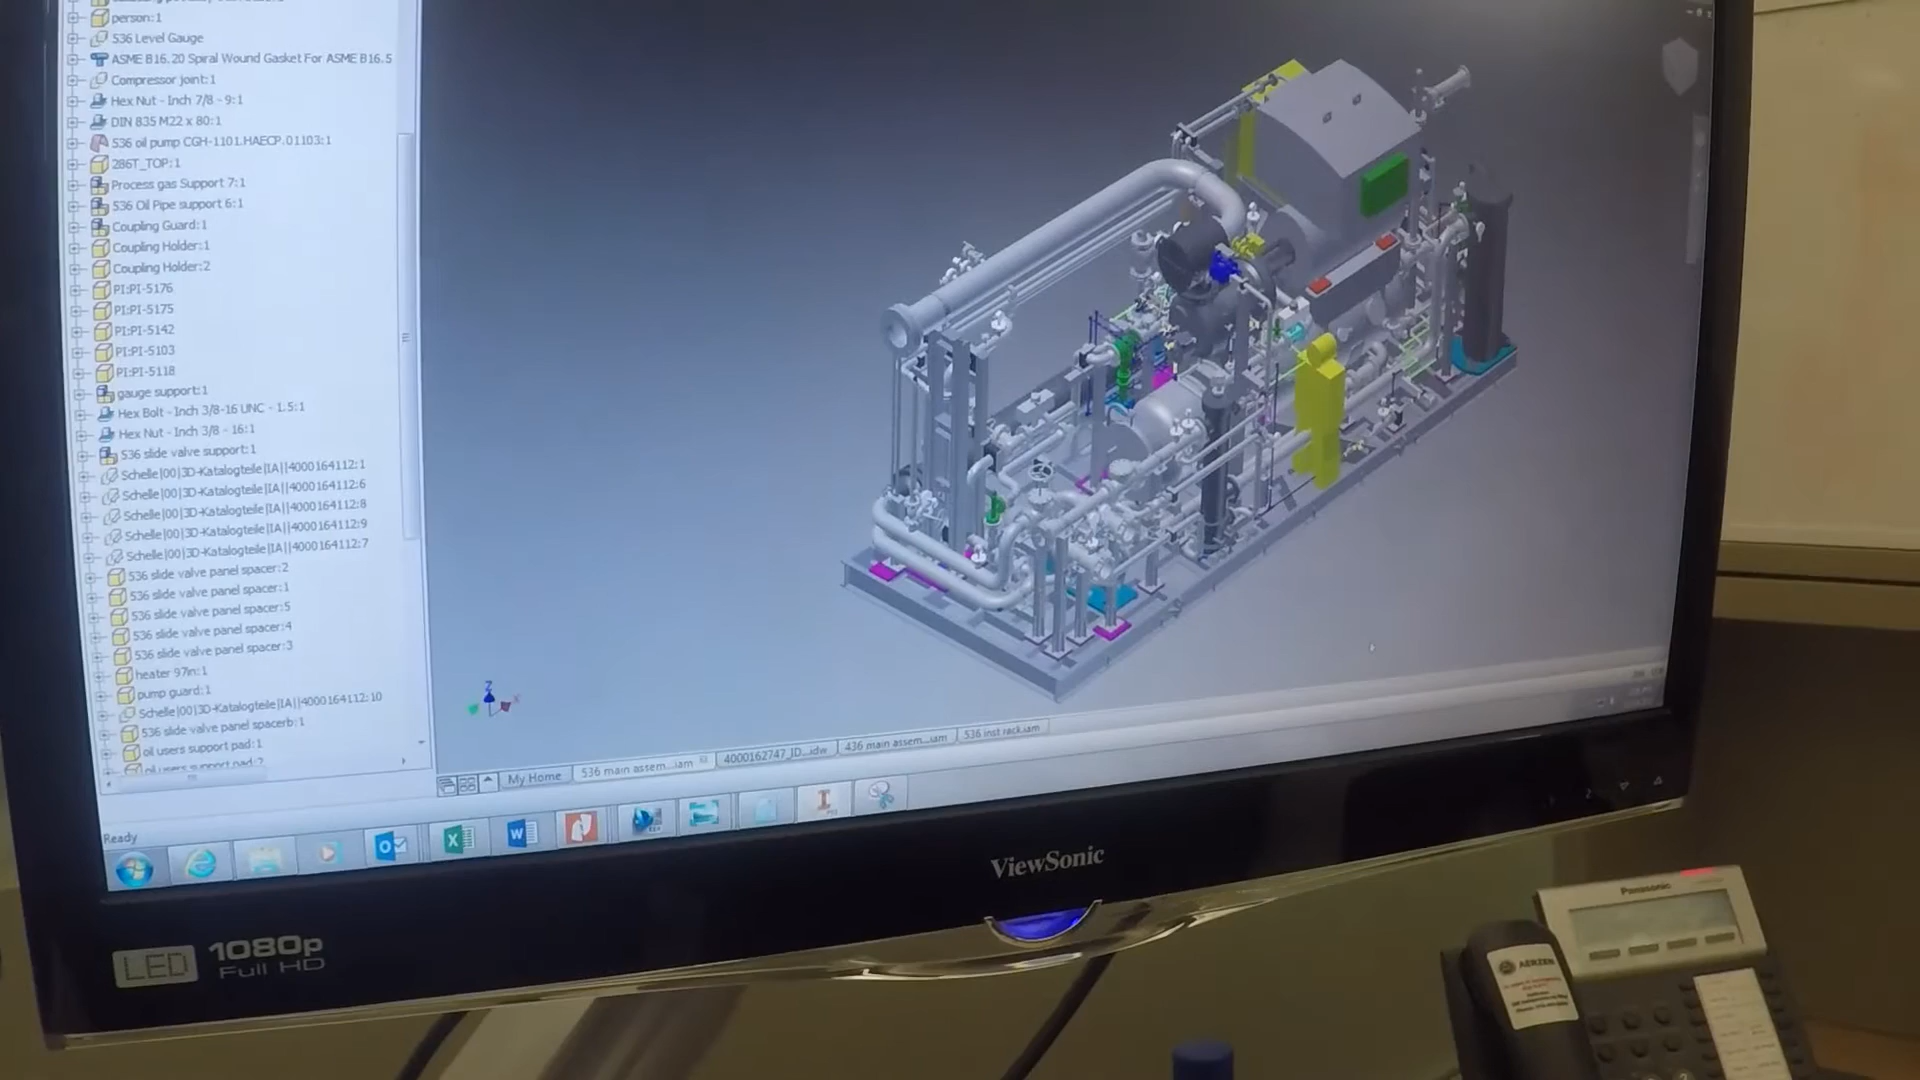 person:1
536 Level Gauge
ASME B16.20 Spiral Wound Gasket For ASME B16.5
Compressor joint:1
Hex Nut - Inch 7/8 - 9:1
DIN 835 M22 x 80:1
536 oil pump CGH-1101.HAECP.01103:1
286T_TOP:1
Process gas Support 7:1
536 Oil Pipe support 6:1
Coupling Guard:1
Coupling Holder:1
Coupling Holder:2
PI:PI-5176
PI:PI-5175
PI:PI-5142
PI:PI-5103
PI:PI-5118
gauge support:1
Hex Bolt - Inch 3/8-16 UNC - 1.5:1
Hex Nut - Inch 3/8 - 16:1
536 slide valve support:1
Schelle|00|3D-Katalogteile|IA||4000164112:1
Schelle|00|3D-Katalogteile|IA||4000164112:6
Schelle|00|3D-Katalogteile|IA||4000164112:8
Schelle|00|3D-Katalogteile|IA||4000164112:9
Schelle|00|3D-Katalogteile|IA||4000164112:7
536 slide valve panel spacer:2
536 slide valve panel spacer:1
536 slide valve panel spacer:5
536 slide valve panel spacer:4
536 slide valve panel spacer:3
heater 97in:1
pump guard:1
Schelle|00|3D-Katalogteile|IA||4000164112:10
536 slide valve panel spacerb:1
oil users support pad:1
oil users support pad:2
Z
X
My Home
536 main assem...iam
4000162747_ID...idw
436 main assem...iam
536 inst rack.iam
Ready
ViewSonic
LED 1080p
Full HD
Panasonic
AERZEN